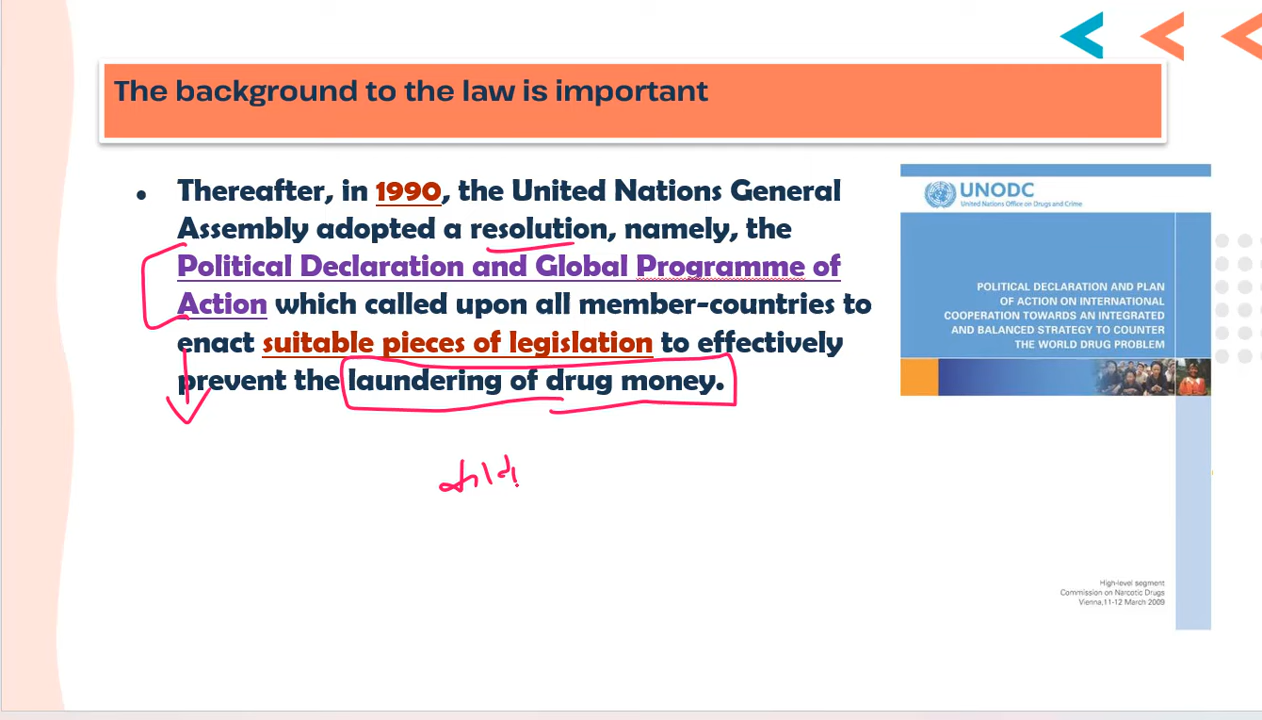 The background to the law is important
• Thereafter, in 1990, the United Nations General
Assembly adopted a resolution, namely, the
Political Declaration and Global Programme of
Action which called upon all member-countries to
enact suitable pieces of legislation to effectively
prevent the laundering of drug money.
UNODC
United Nations Office on Drugs and Crime
POLITICAL DECLARATION AND PLAN
OF ACTION ON INTERNATIONAL
COOPERATION TOWARDS AN INTEGRATED
AND BALANCED STRATEGY TO COUNTER
THE WORLD DRUG PROBLEM
High-level segment
Commission on Narcotic Drugs
Vienna,11-12 March 2009